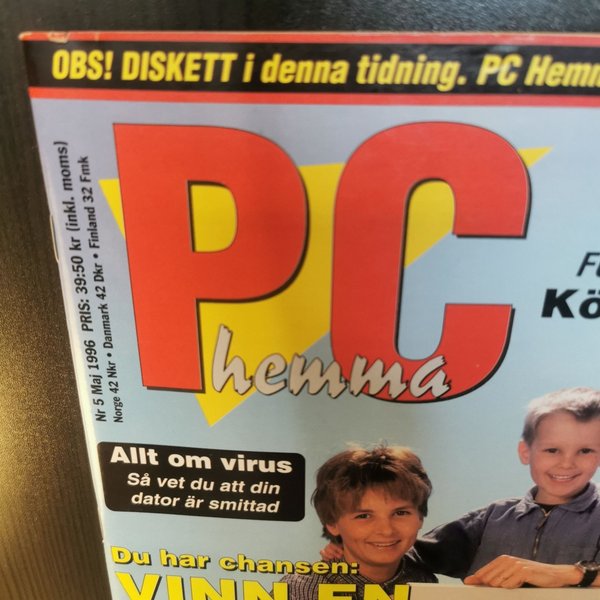 OBS! DISKETT i denna tidning. PC
PC
hemma
Nr 5 Maj 1996 PRIS: 39:50 kr (inkl. moms)
Norge 42 Nkr • Danmark 42 Dkr • Finland 32 Fmk
Allt om virus
Så vet du att din
dator är smittad
Du har chansen:
VINN EN